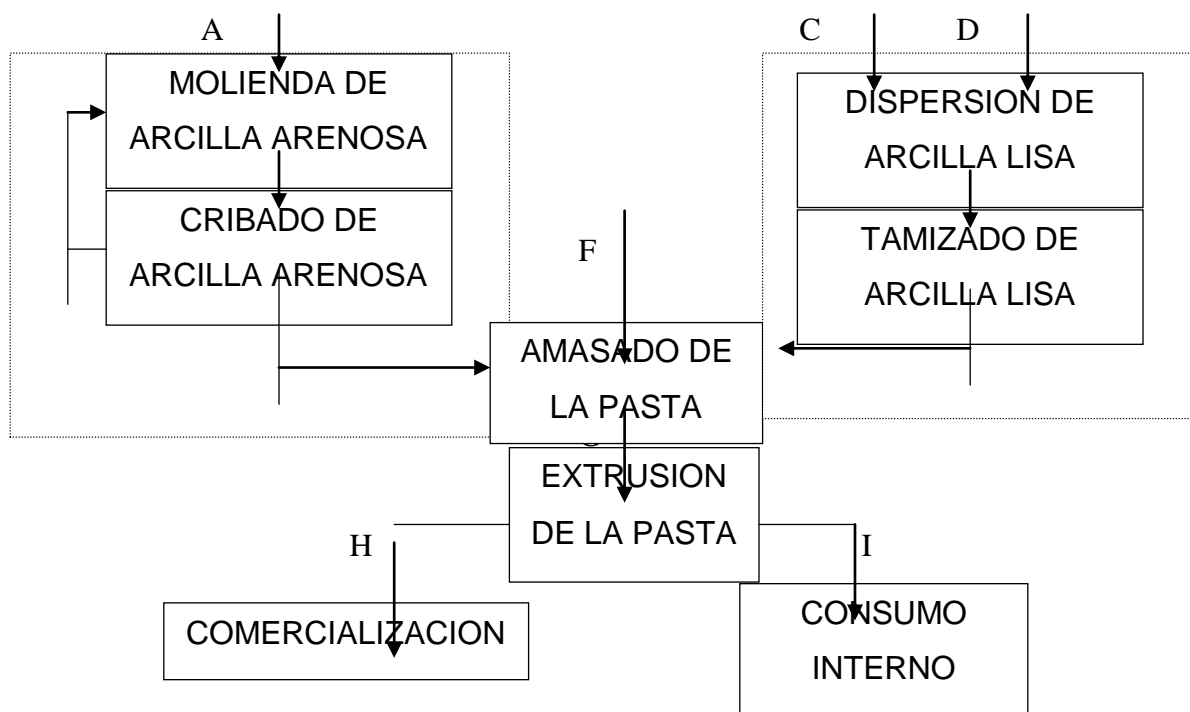 A
C
D
MOLIENDA DE
ARCILLA ARENOSA
DISPERSION DE
ARCILLA LISA
CRIBADO DE
ARCILLA ARENOSA
F
TAMIZADO DE
ARCILLA LISA
AMASADO DE
LA PASTA
EXTRUSION
DE LA PASTA
H
I
COMERCIALIZACION
CONSUMO
INTERNO